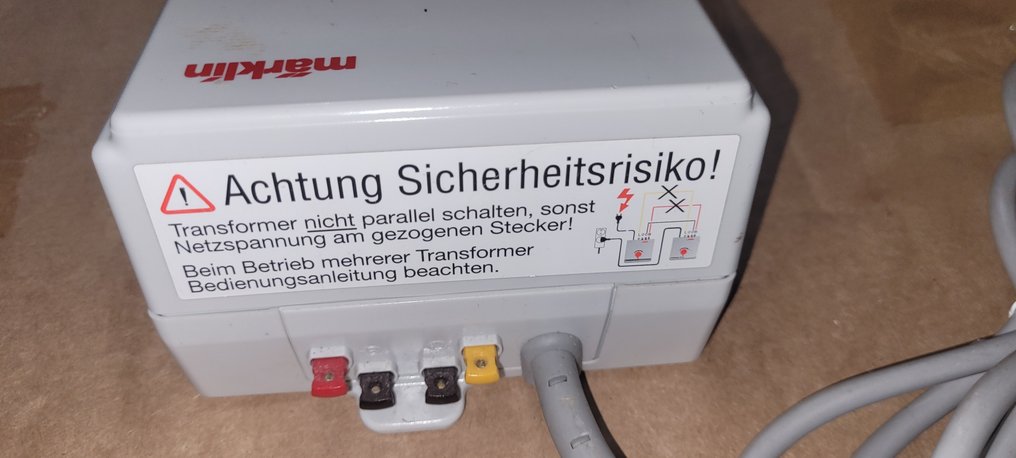 märklin
Achtung Sicherheitsrisiko!
Transformer nicht parallel schalten, sonst
Netzspannung am gezogenen Stecker!
Beim Betrieb mehrerer Transformer
Bedienungsanleitung beachten.